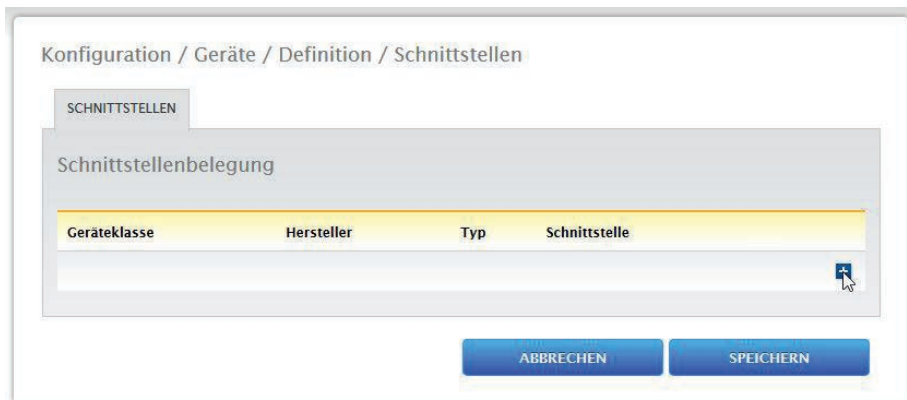 Konfiguration / Geräte / Definition / Schnittstellen
SCHNITTSTELLEN
Schnittstellenbelegung
Geräteklasse Hersteller Typ Schnittstelle
+
ABBRECHEN SPEICHERN